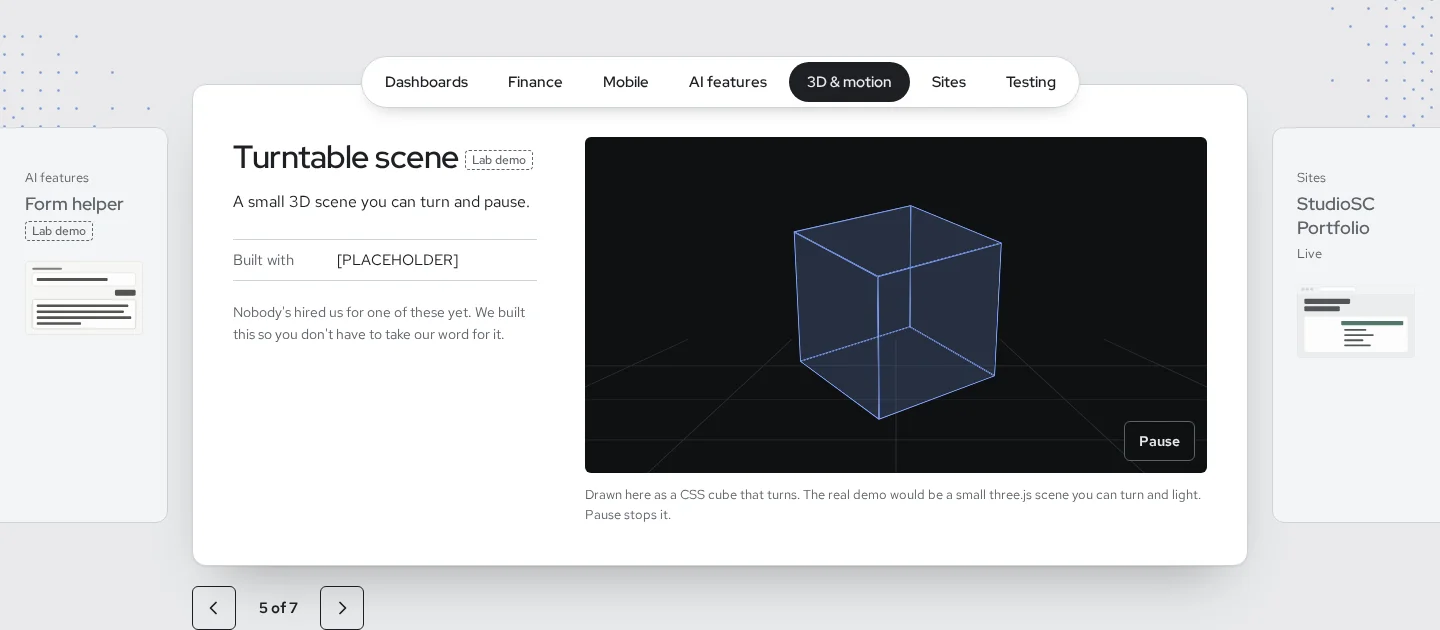 Dashboards
Finance
Mobile
AI features
3D & motion
Sites
Testing
AI features
Form helper
Lab demo
Turntable scene
Lab demo
A small 3D scene you can turn and pause.
Built with
[PLACEHOLDER]
Nobody's hired us for one of these yet. We built
this so you don't have to take our word for it.
Pause
Drawn here as a CSS cube that turns. The real demo would be a small three.js scene you can turn and light.
Pause stops it.
Sites
StudioSC
Portfolio
Live
5 of 7